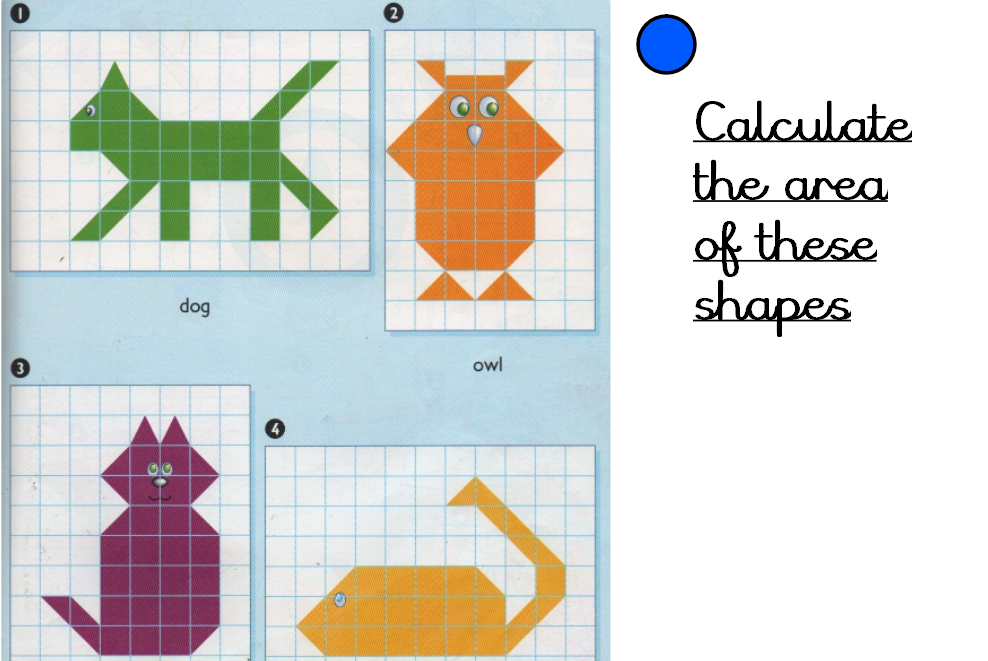 1
2
dog
owl
3
4
Calculate
the area
of these
shapes